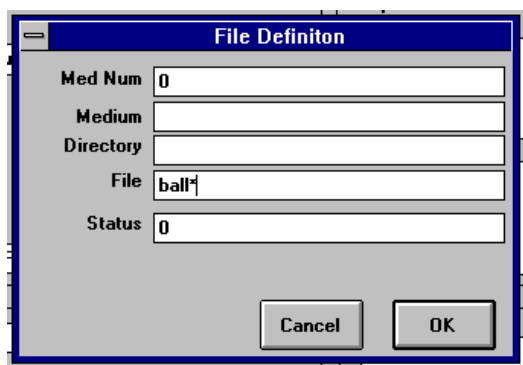 File Definiton
Med Num 0
Medium
Directory
File ball*
Status 0
Cancel OK